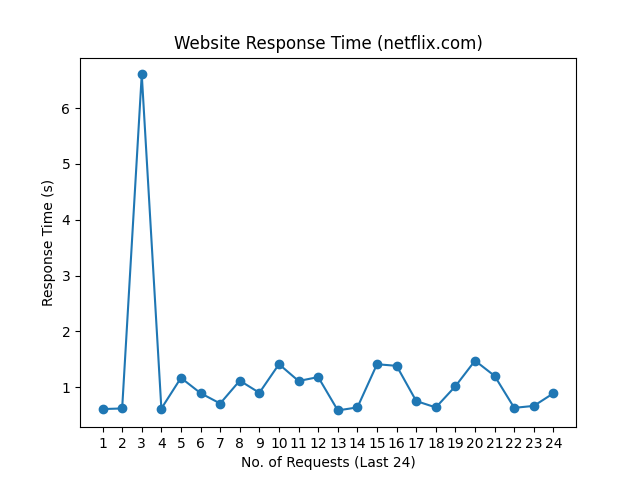 Website Response Time (netflix.com)
Response Time (s)
6
5
4
3
2
1
1 2 3 4 5 6 7 8 9 10 11 12 13 14 15 16 17 18 19 20 21 22 23 24
No. of Requests (Last 24)